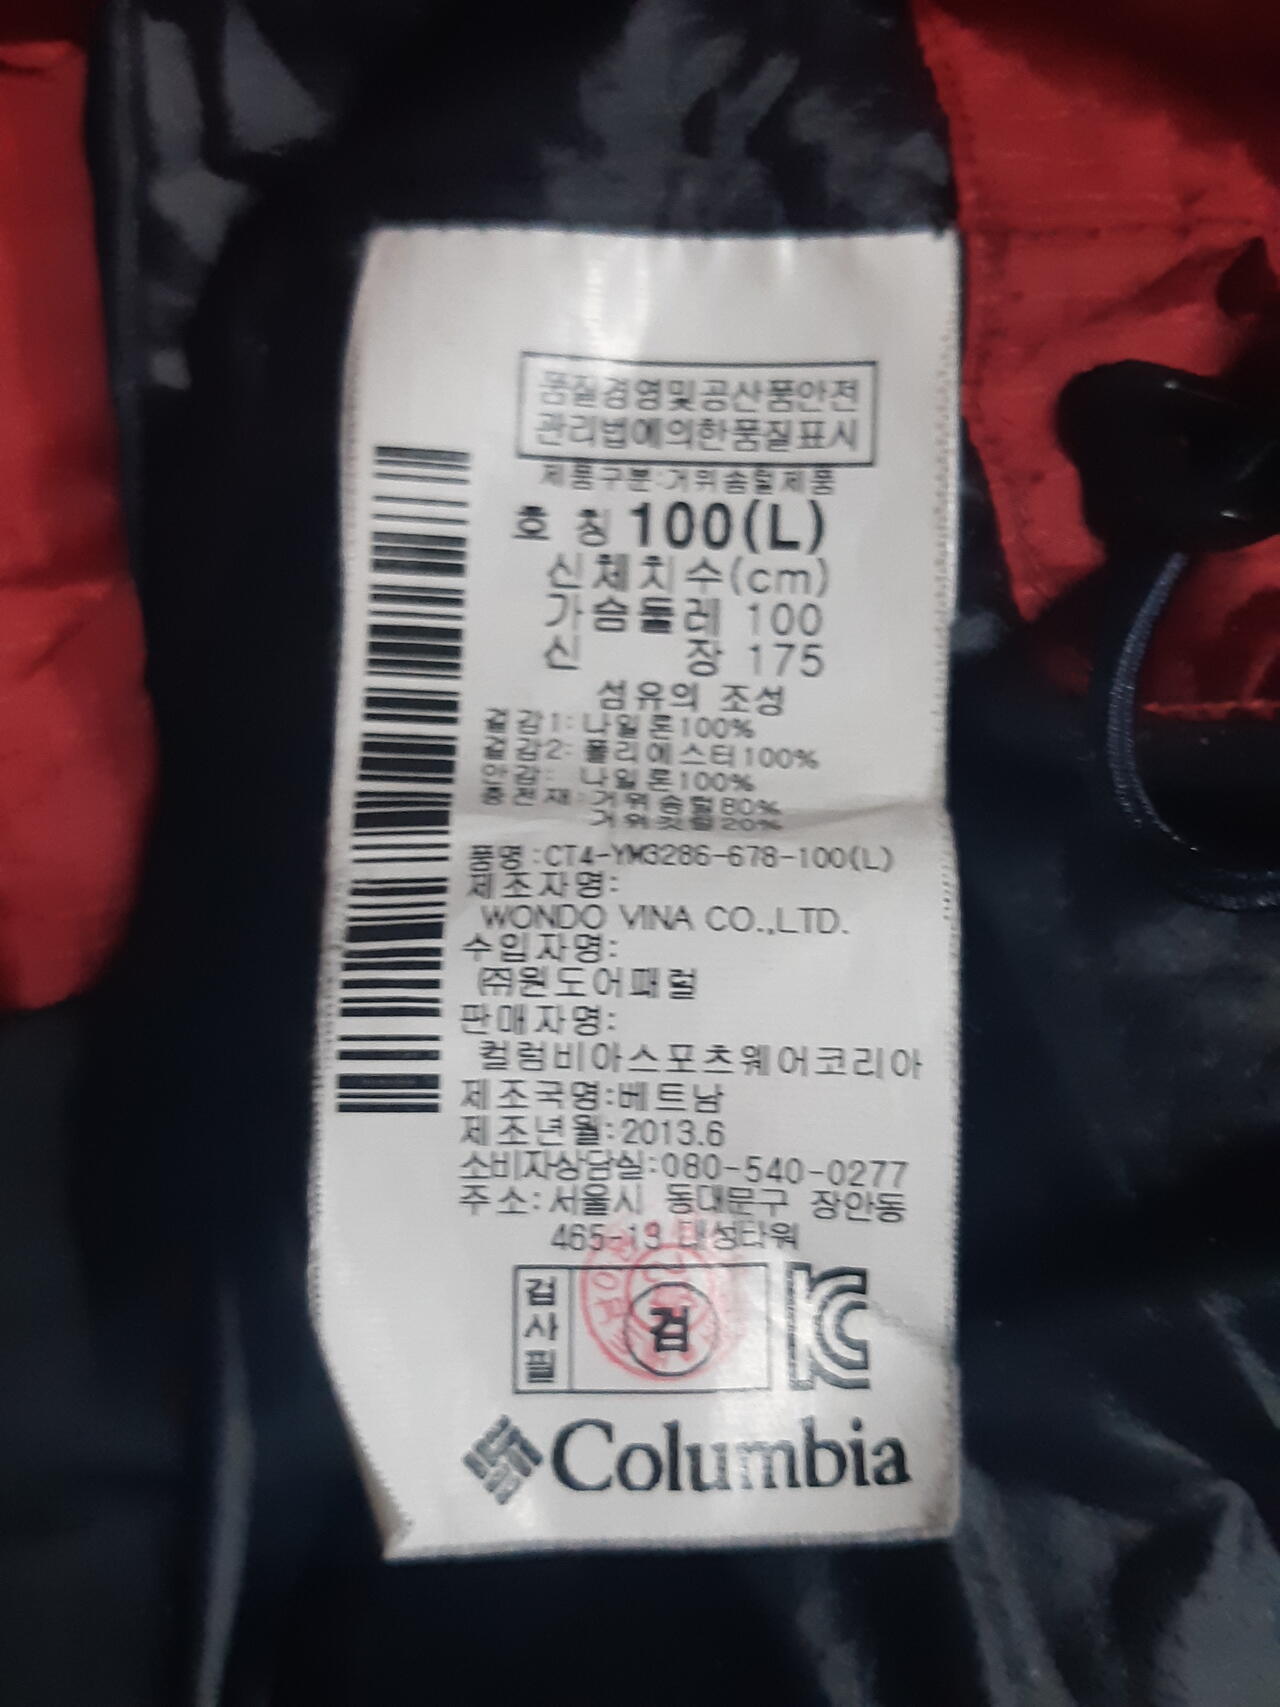 품질경영및공산품안전
관리법에의한품질표시
제품구분:거위솜털제품
호 칭 100(L)
신체치수(cm)
가슴둘레 100
신 장 175
섬유의 조성
겉감1: 나일론100%
겉감2: 폴리에스터100%
안감: 나일론100%
충전재: 거위솜털80%
거위깃털20%
품명:CT4-YM3286-678-100(L)
제조자명:
WONDO VINA CO.,LTD.
수입자명:
㈜원도어패럴
판매자명:
컬럼비아스포츠웨어코리아
제조국명:베트남
제조년월:2013.6
소비자상담실:080-540-0277
주소:서울시 동대문구 장안동
465-13 대성타워
검사필
검
KC
Columbia